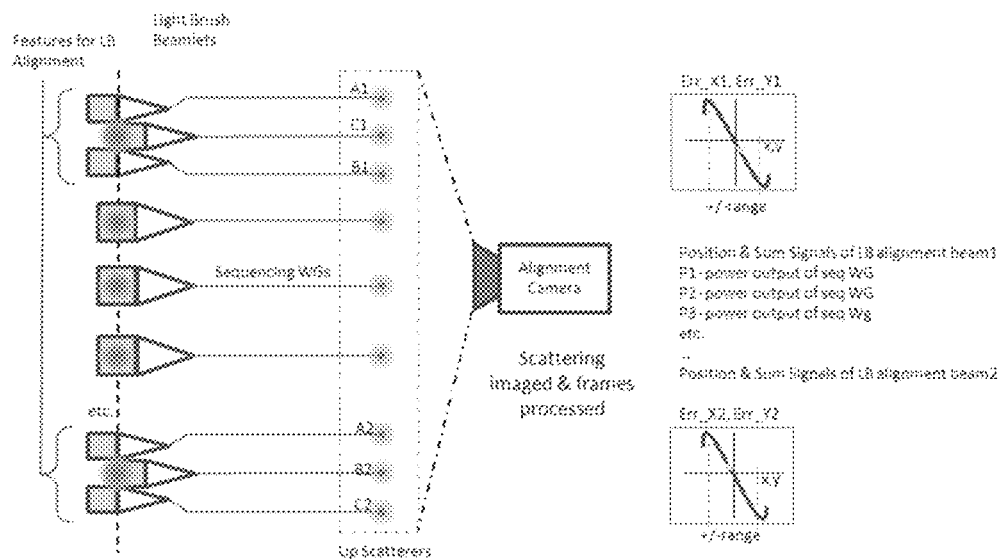 Features for LB
Alignment
Light Brush
Beamlets
A1
C1
B1
Sequencing WGs
etc.
A2
B2
C2
Up Scatterers
Alignment
Camera
Scattering
imaged & frames
processed
Err_X1, Err_Y1
x,y
+/-range
Position & Sum Signals of LB alignment beam1
P1 - power output of seq WG
P2 - power output of seq WG
P3 - power output of seq Wg
etc.
..
Position & Sum Signals of LB alignment beam2
Err_X2, Err_Y2
x,y
+/-range